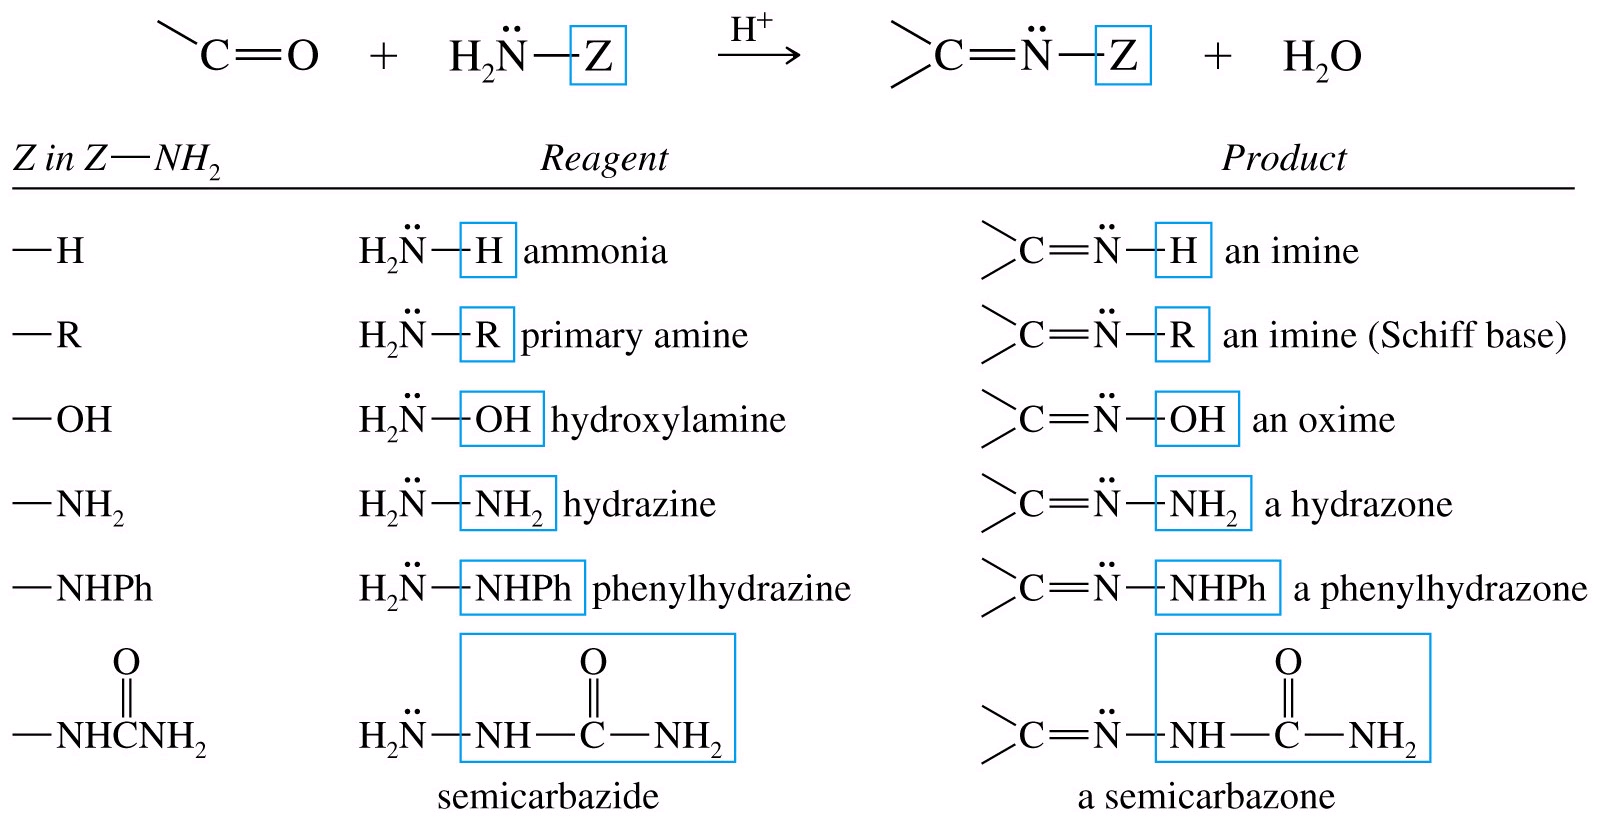 C=O + H₂N̈—Z H⁺ → C=N̈—Z + H₂O
Z in Z—NH₂ Reagent Product
—H H₂N̈—H ammonia C=N̈—H an imine
—R H₂N̈—R primary amine C=N̈—R an imine (Schiff base)
—OH H₂N̈—OH hydroxylamine C=N̈—OH an oxime
—NH₂ H₂N̈—NH₂ hydrazine C=N̈—NH₂ a hydrazone
—NHPh H₂N̈—NHPh phenylhydrazine C=N̈—NHPh a phenylhydrazone
O O O
—NHCNH₂ H₂N̈—NH—C—NH₂ C=N̈—NH—C—NH₂
semicarbazide a semicarbazone